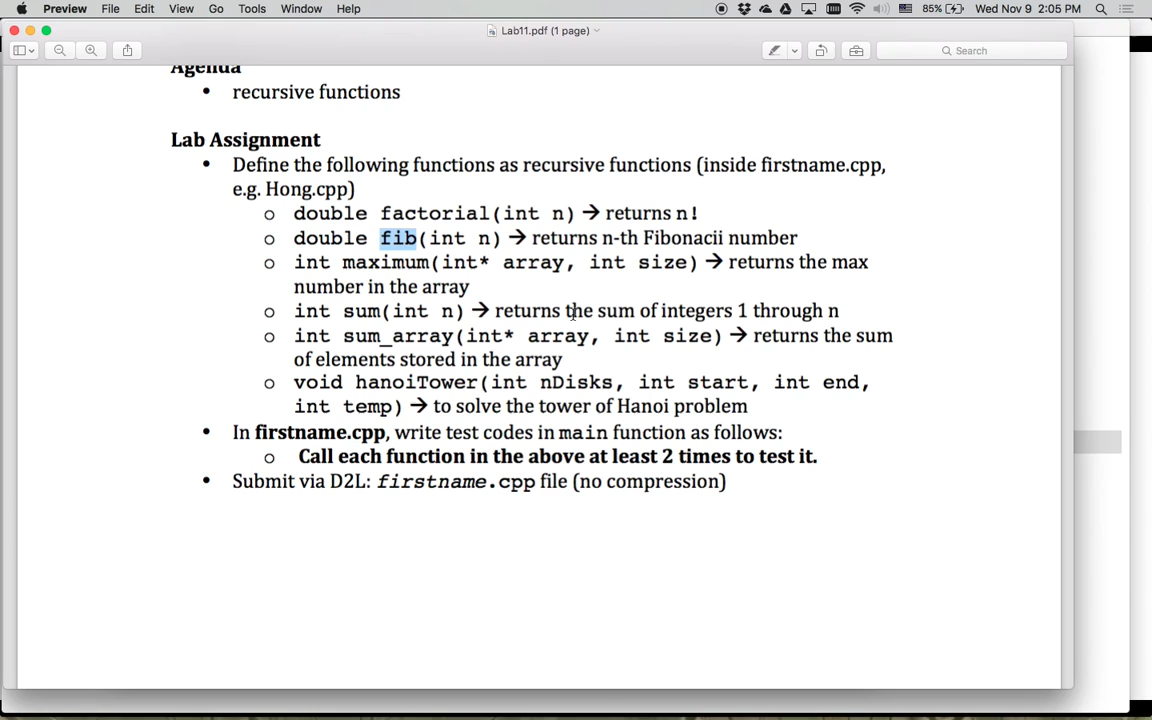 Preview File Edit View Go Tools Window Help 85% Wed Nov 9 2:05 PM
Lab11.pdf (1 page)
Search
Agenda
• recursive functions
Lab Assignment
• Define the following functions as recursive functions (inside firstname.cpp,
e.g. Hong.cpp)
o double factorial(int n) → returns n!
o double fib(int n) → returns n-th Fibonacii number
o int maximum(int* array, int size) → returns the max
number in the array
o int sum(int n) → returns the sum of integers 1 through n
o int sum_array(int* array, int size) → returns the sum
of elements stored in the array
o void hanoiTower(int nDisks, int start, int end,
int temp) → to solve the tower of Hanoi problem
• In firstname.cpp, write test codes in main function as follows:
o Call each function in the above at least 2 times to test it.
• Submit via D2L: firstname.cpp file (no compression)